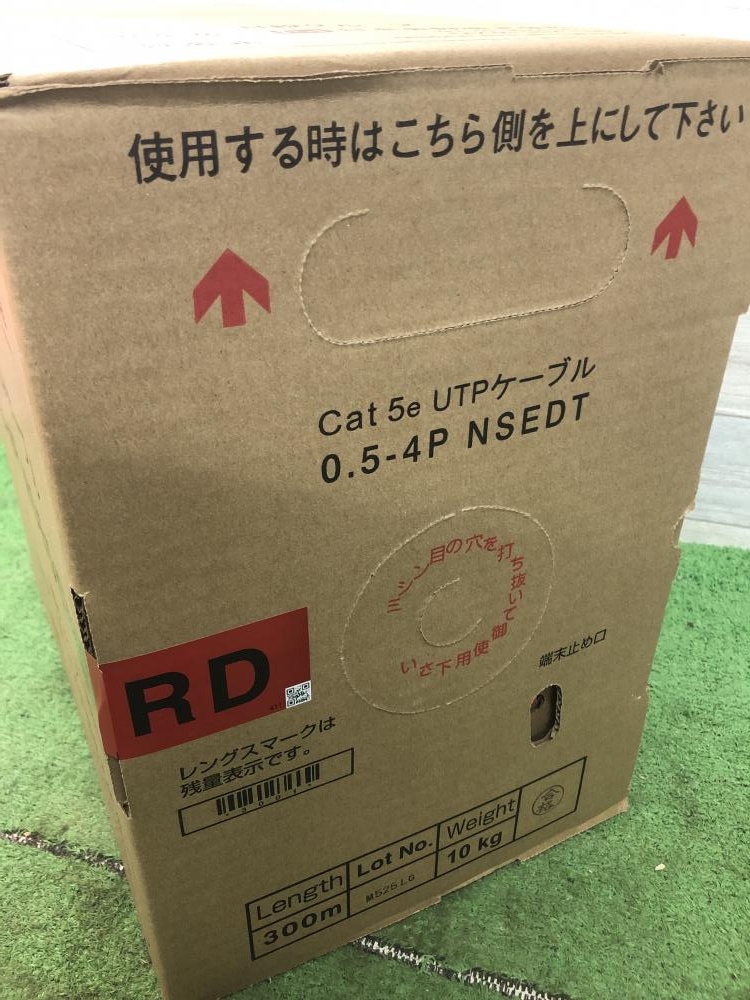 使用する時はこちら側を上にして下さい
Cat 5e UTPケーブル
0.5-4P NSEDT
ミシン目の穴を打ち抜いて御使用下さい
端末止め口
RD
レングスマークは
残量表示です。
Length Lot No. Weight 合格
300m M525LG 10 kg